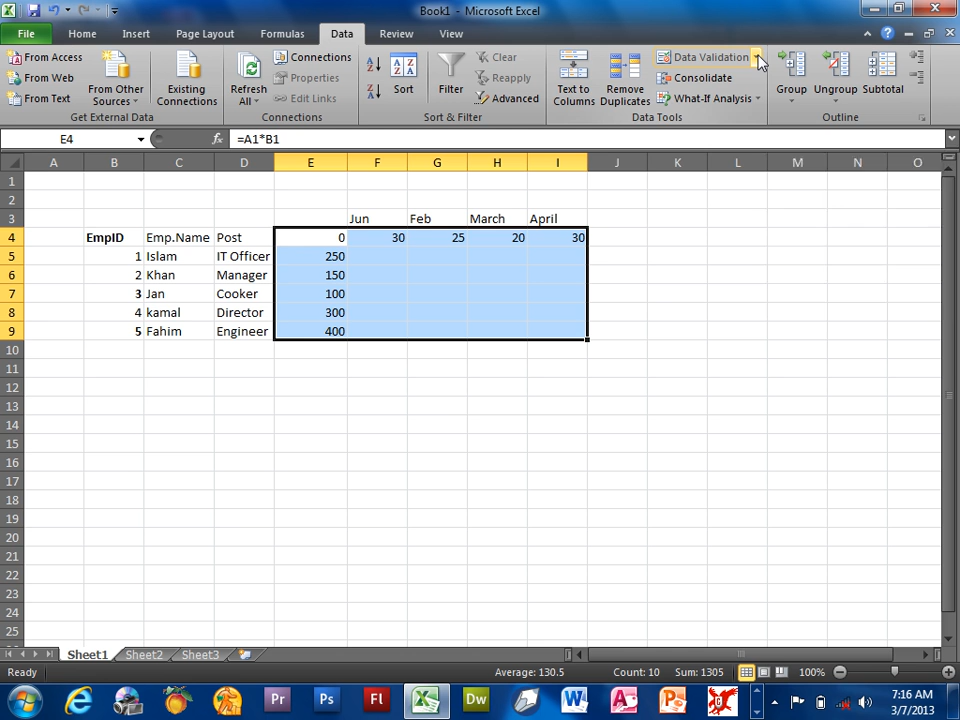 Book1 - Microsoft Excel
File Home Insert Page Layout Formulas Data Review View
From Access
From Web
From Text
From Other Sources
Existing Connections
Get External Data
Refresh All
Connections
Properties
Edit Links
Connections
Sort
Filter
Clear
Reapply
Advanced
Sort & Filter
Text to Columns
Remove Duplicates
Data Validation
Consolidate
What-If Analysis
Data Tools
Group
Ungroup
Subtotal
Outline
E4 fx =A1*B1
A B C D E F G H I J K L M N O
1
2
3 Jun Feb March April
4 EmpID Emp.Name Post 0 30 25 20 30
5 1 Islam IT Officer 250
6 2 Khan Manager 150
7 3 Jan Cooker 100
8 4 kamal Director 300
9 5 Fahim Engineer 400
10
11
12
13
14
15
16
17
18
19
20
21
22
23
24
25
Sheet1 Sheet2 Sheet3
Ready Average: 130.5 Count: 10 Sum: 1305 100%
Pr Ps Fl Dw
7:16 AM
3/7/2013